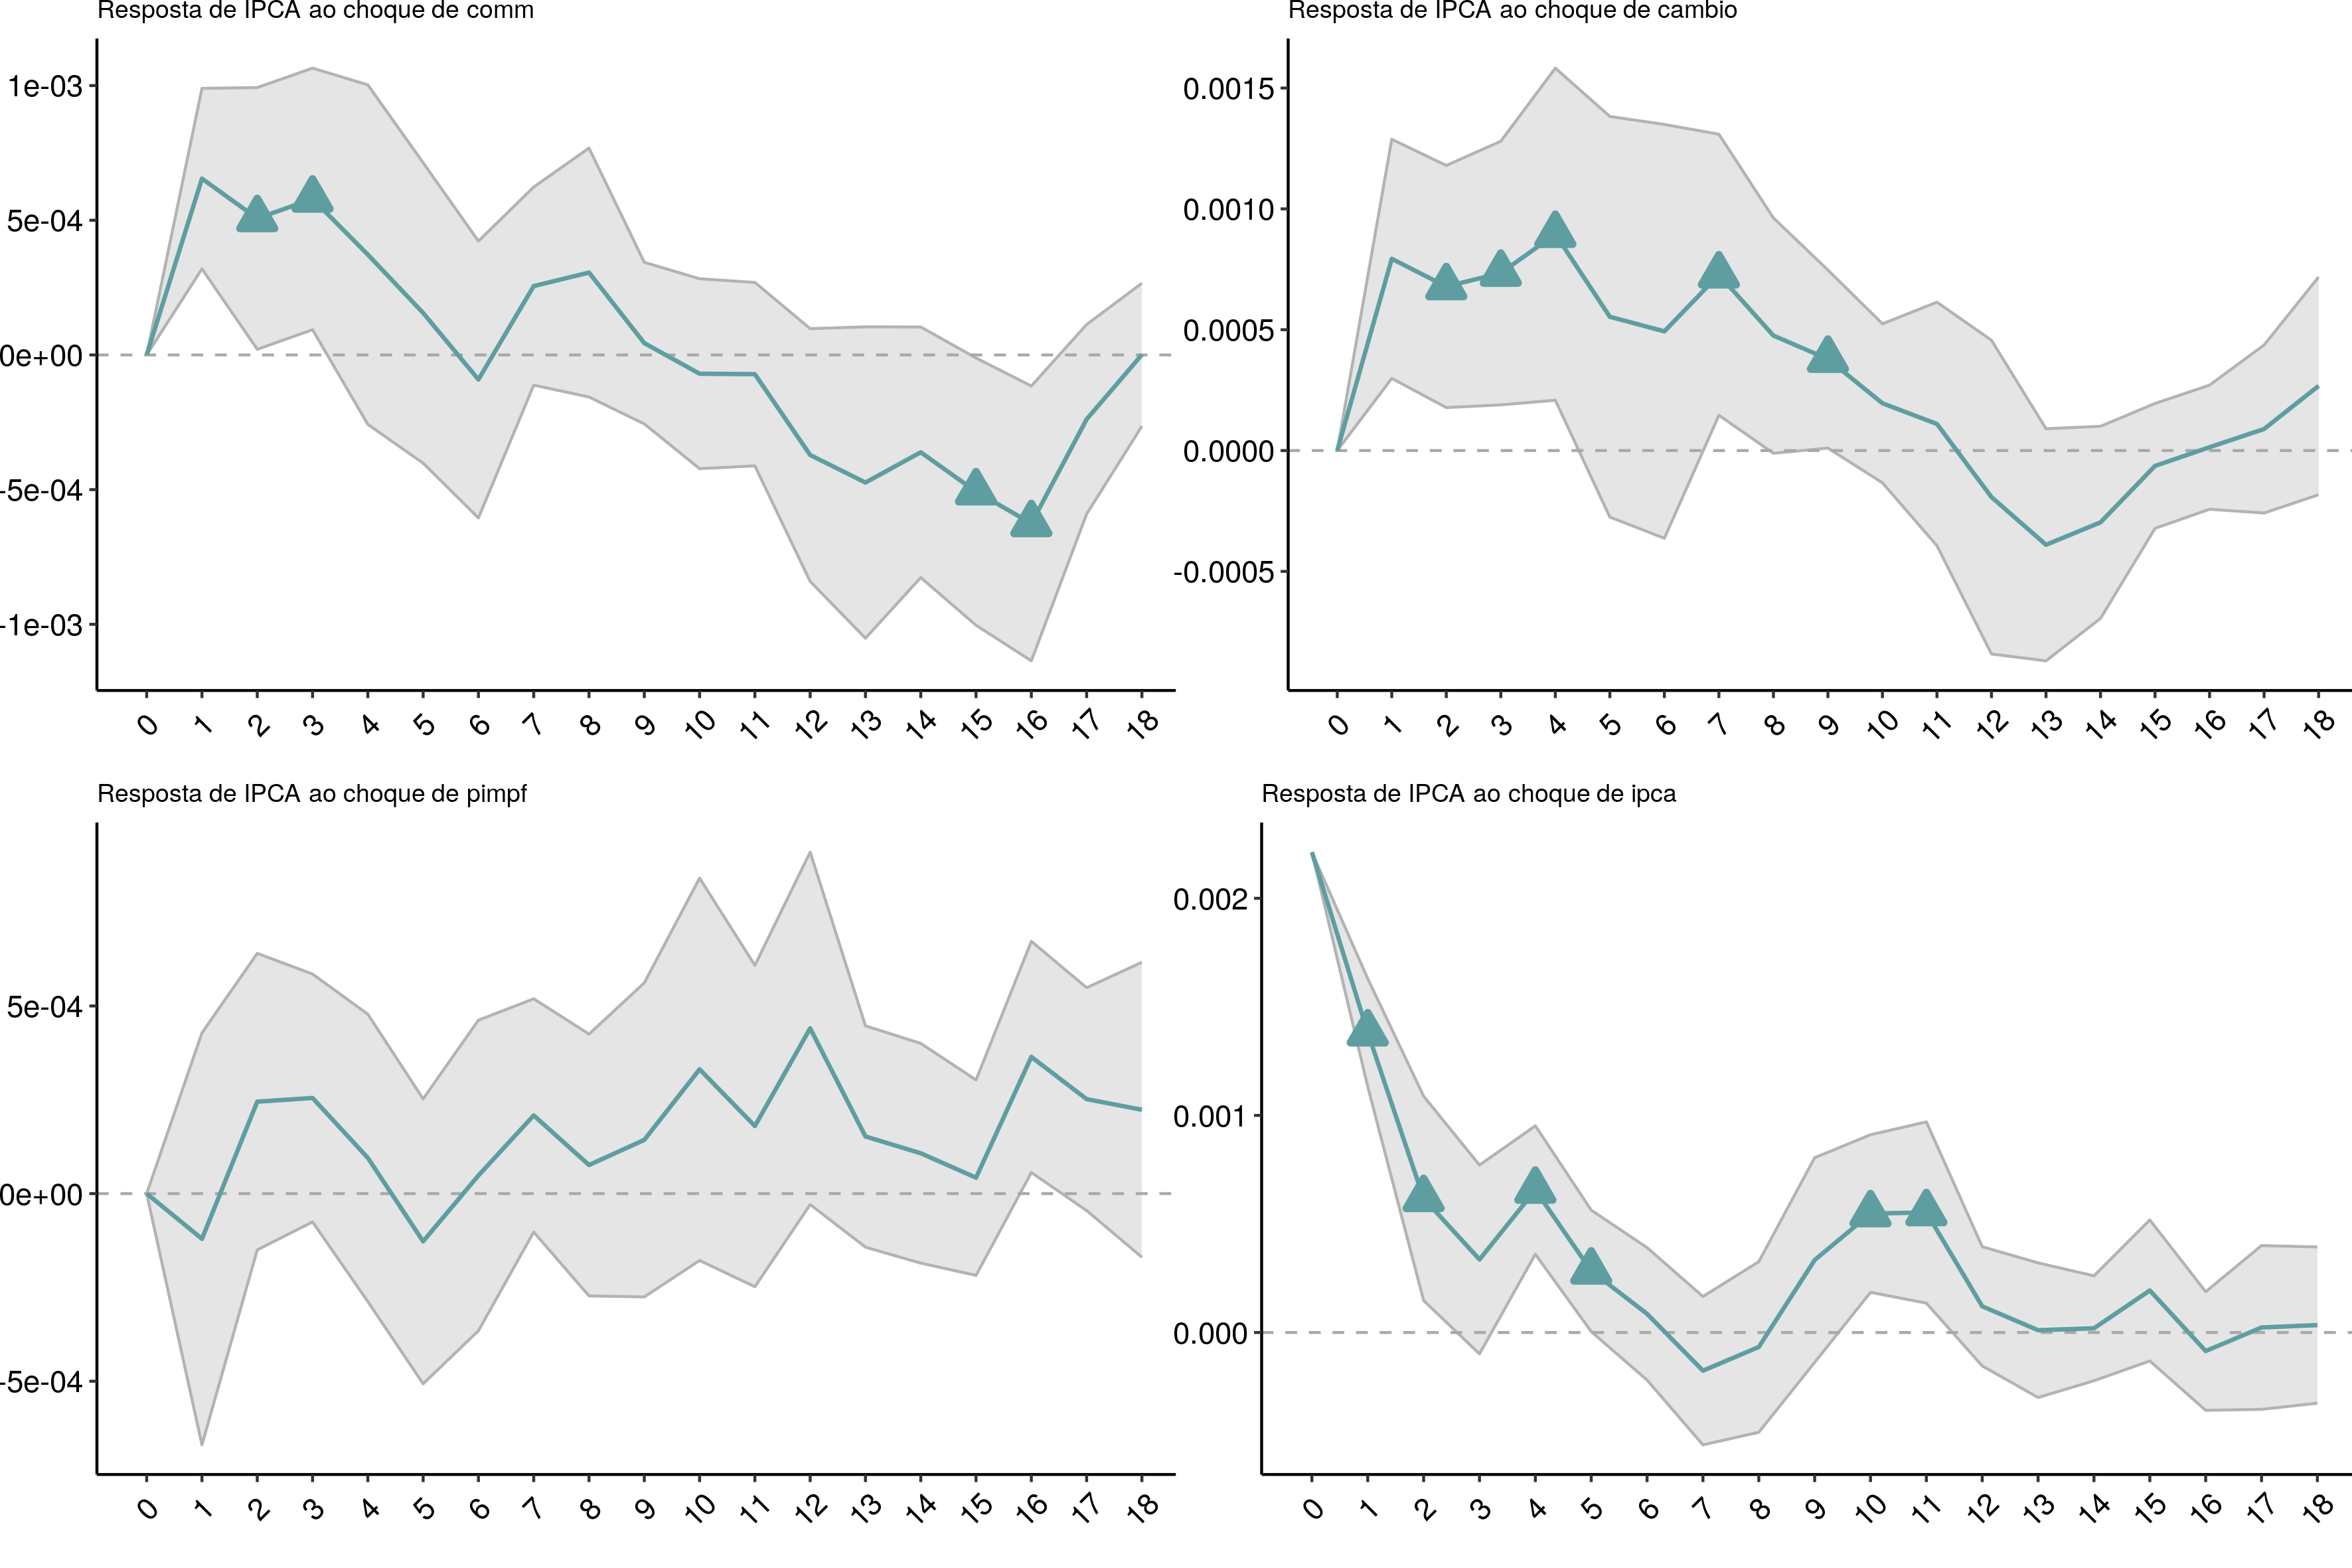 Resposta de IPCA ao choque de comm
1e-03
5e-04
0e+00
-5e-04
-1e-03
0 1 2 3 4 5 6 7 8 9 10 11 12 13 14 15 16 17 18
Resposta de IPCA ao choque de cambio
0.0015
0.0010
0.0005
0.0000
-0.0005
0 1 2 3 4 5 6 7 8 9 10 11 12 13 14 15 16 17 18
Resposta de IPCA ao choque de pimpf
5e-04
0e+00
-5e-04
0 1 2 3 4 5 6 7 8 9 10 11 12 13 14 15 16 17 18
Resposta de IPCA ao choque de ipca
0.002
0.001
0.000
0 1 2 3 4 5 6 7 8 9 10 11 12 13 14 15 16 17 18